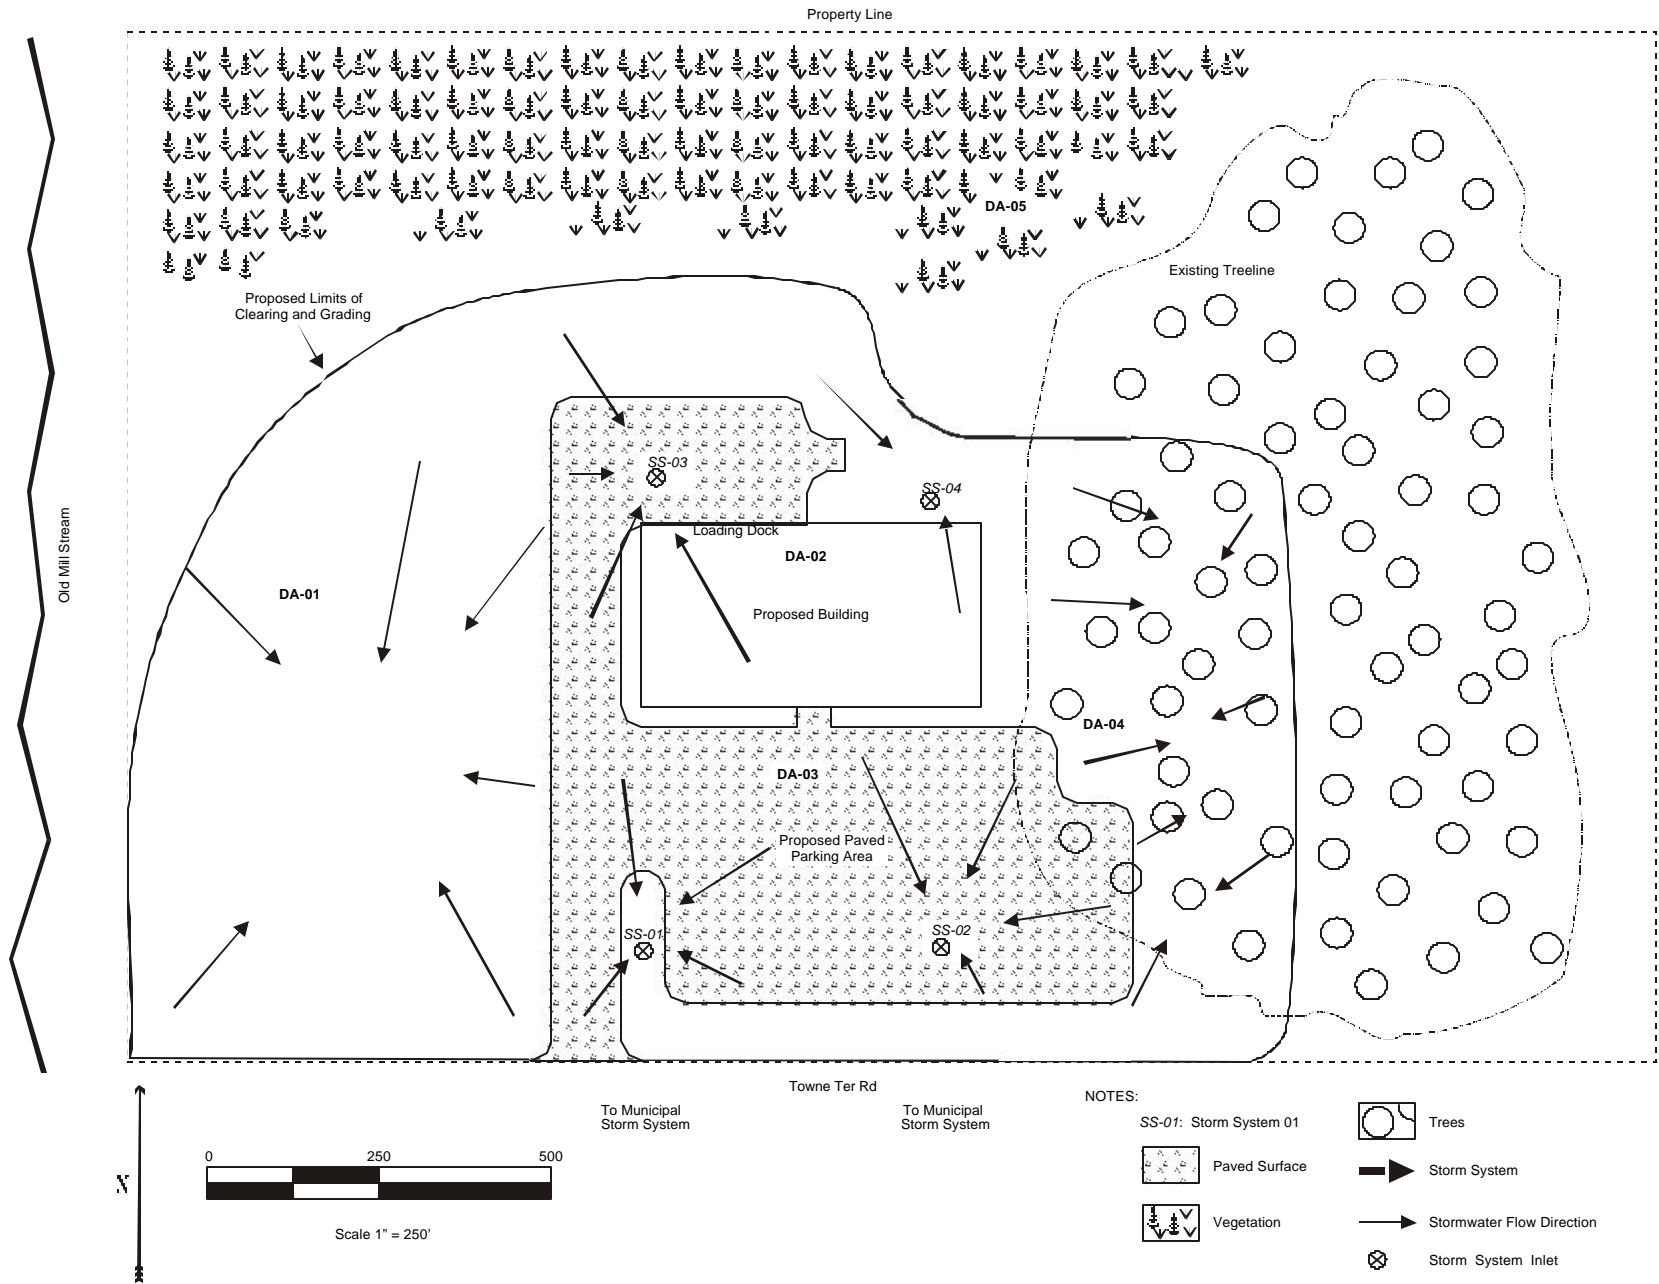 Property Line
DA-05
Existing Treeline
Proposed Limits of
Clearing and Grading
SS-03
SS-04
Loading Dock
DA-02
Old Mill Stream
DA-01
Proposed Building
DA-04
DA-03
Proposed Paved
Parking Area
SS-01
SS-02
Towne Ter Rd
To Municipal
Storm System
To Municipal
Storm System
N
0 250 500
Scale 1” = 250’
NOTES:
SS-01: Storm System 01
Trees
Paved Surface
Storm System
Vegetation
Stormwater Flow Direction
Storm System Inlet